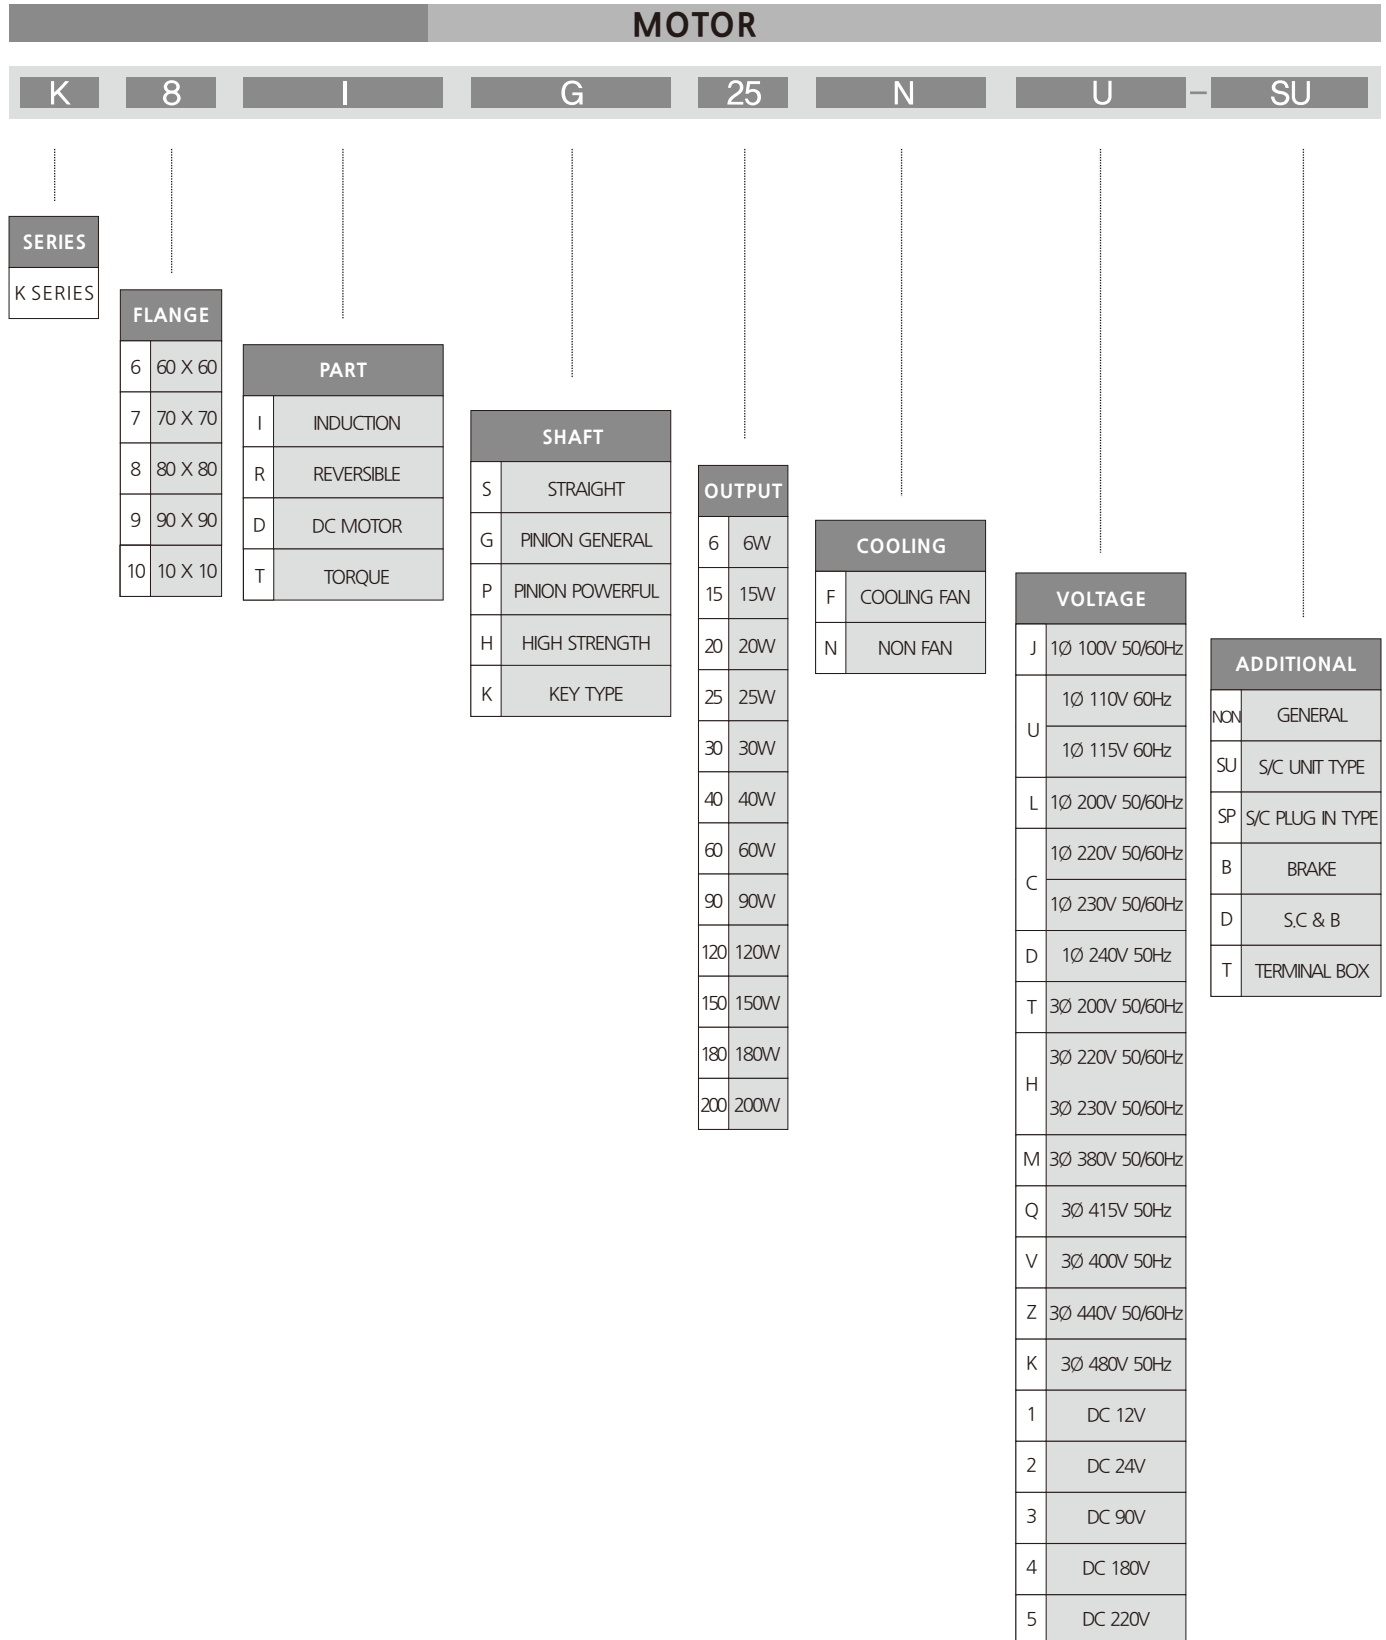 MOTOR
K 8 I G 25 N U - SU
SERIES
K SERIES
FLANGE
6 60 X 60
7 70 X 70
8 80 X 80
9 90 X 90
10 10 X 10
PART
I INDUCTION
R REVERSIBLE
D DC MOTOR
T TORQUE
SHAFT
S STRAIGHT
G PINION GENERAL
P PINION POWERFUL
H HIGH STRENGTH
K KEY TYPE
OUTPUT
6 6W
15 15W
20 20W
25 25W
30 30W
40 40W
60 60W
90 90W
120 120W
150 150W
180 180W
200 200W
COOLING
F COOLING FAN
N NON FAN
VOLTAGE
J 1Ø 100V 50/60Hz
U 1Ø 110V 60Hz
1Ø 115V 60Hz
L 1Ø 200V 50/60Hz
C 1Ø 220V 50/60Hz
1Ø 230V 50/60Hz
D 1Ø 240V 50Hz
T 3Ø 200V 50/60Hz
H 3Ø 220V 50/60Hz
3Ø 230V 50/60Hz
M 3Ø 380V 50/60Hz
Q 3Ø 415V 50Hz
V 3Ø 400V 50Hz
Z 3Ø 440V 50/60Hz
K 3Ø 480V 50Hz
1 DC 12V
2 DC 24V
3 DC 90V
4 DC 180V
5 DC 220V
ADDITIONAL
NON GENERAL
SU S/C UNIT TYPE
SP S/C PLUG IN TYPE
B BRAKE
D S.C & B
T TERMINAL BOX